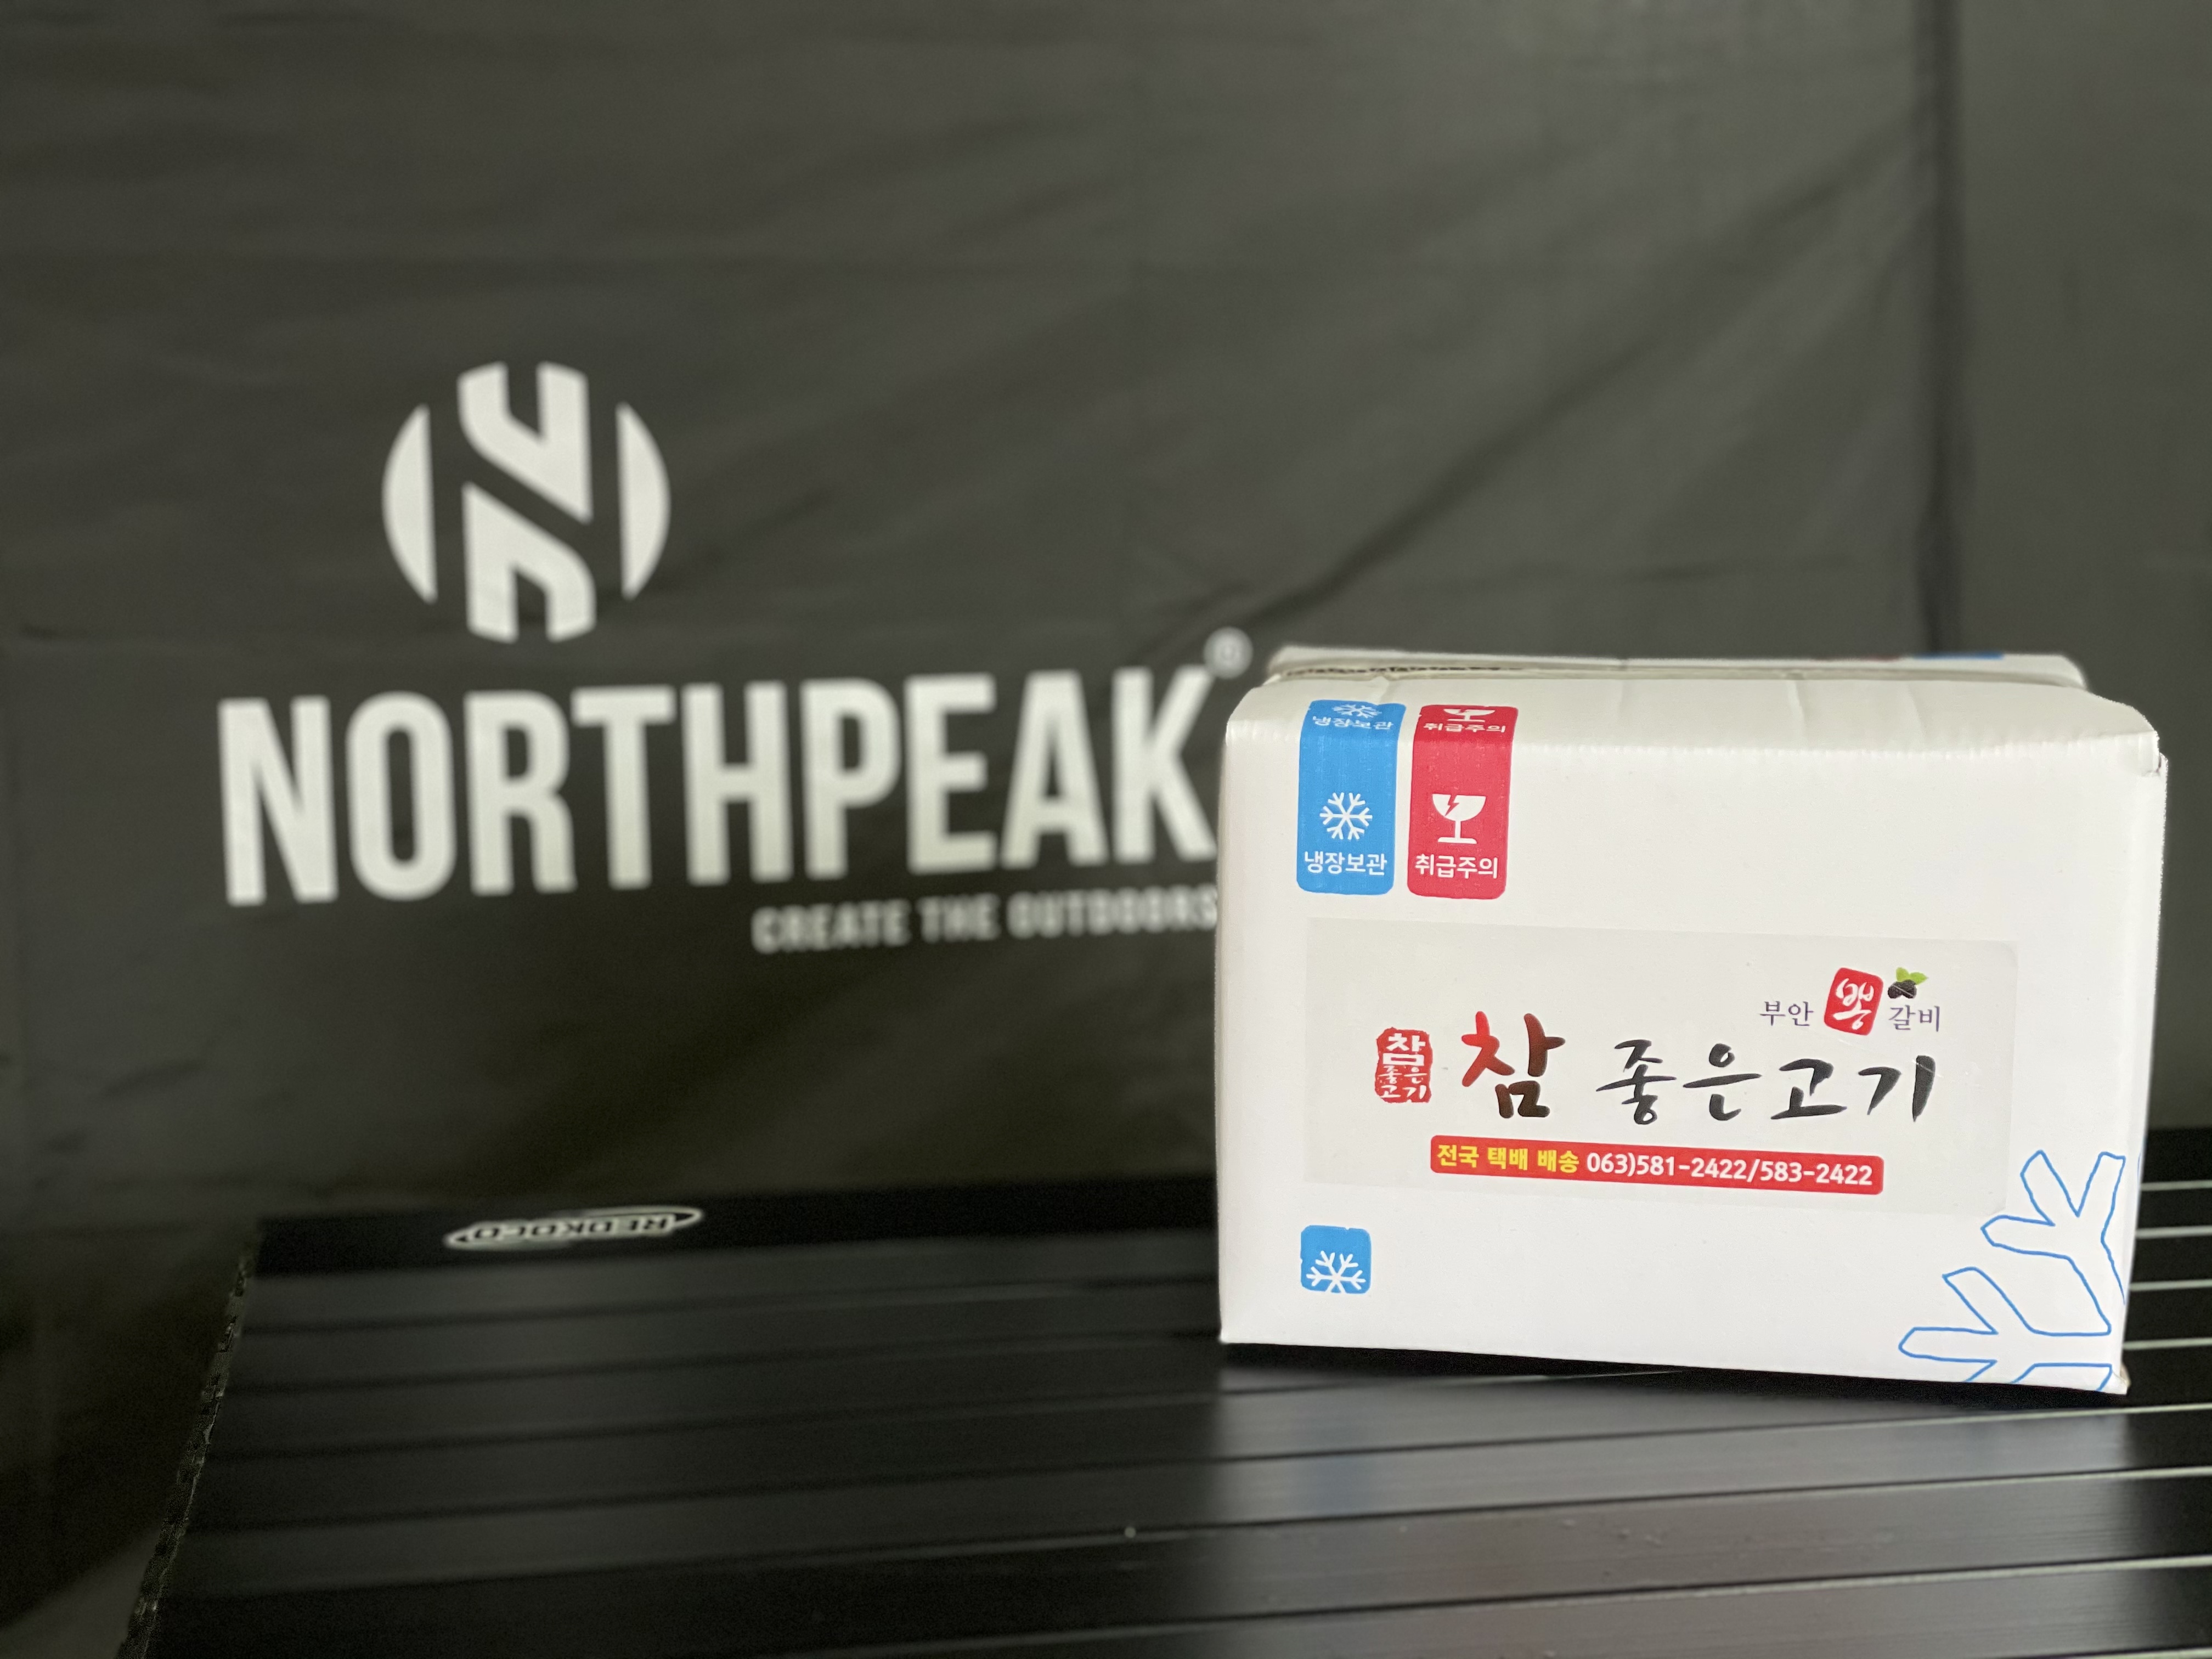 NORTHPEAK®
CREATE THE OUTDOORS
REDKOCO
냉장보관
취급주의
냉장보관
취급주의
부안 뽕 갈비
참
좋은
고기
참 좋은고기
전국 택배 배송 063)581-2422/583-2422